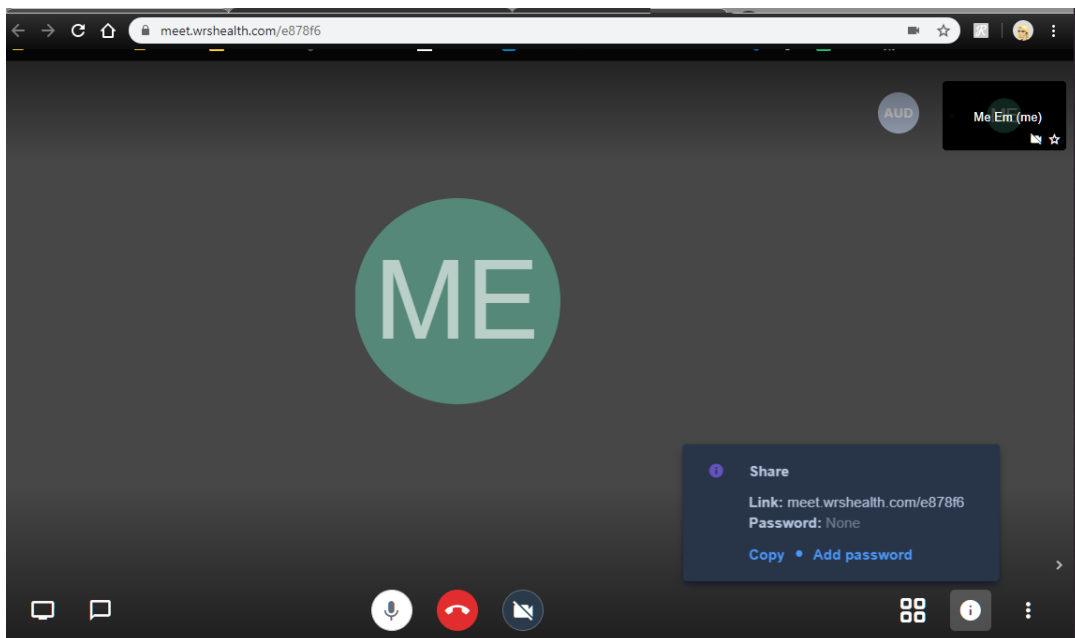 meet.wrshealth.com/e878f6
AUD
Me Em (me)
ME
Share
Link: meet.wrshealth.com/e878f6
Password: None
Copy • Add password